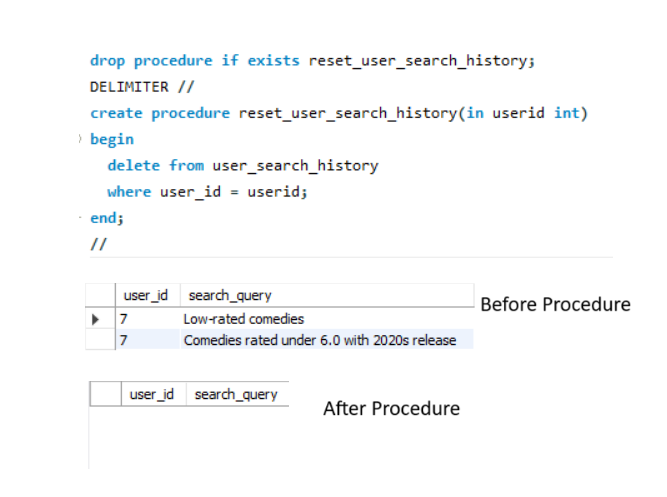 drop procedure if exists reset_user_search_history;
DELIMITER //
create procedure reset_user_search_history(in userid int)
begin
delete from user_search_history
where user_id = userid;
end;
//
user_id search_query
7 Low-rated comedies
7 Comedies rated under 6.0 with 2020s release
Before Procedure
user_id search_query
After Procedure